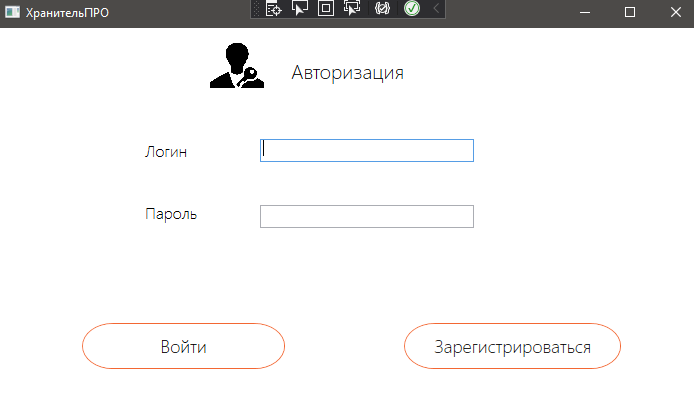 ХранительПРО
Авторизация
Логин
Пароль
Войти
Зарегистрироваться